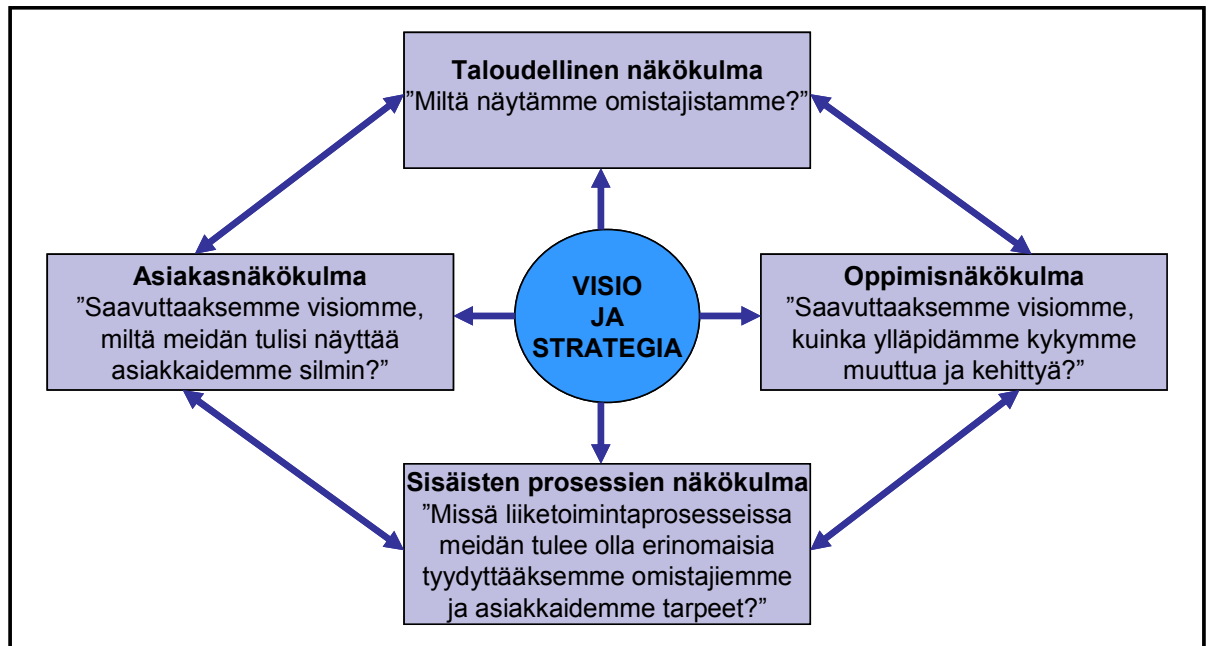 Taloudellinen näkökulma
”Miltä näytämme omistajistamme?”
Asiakasnäkökulma
”Saavuttaaksemme visiomme,
miltä meidän tulisi näyttää
asiakkaidemme silmin?”
VISIO
JA
STRATEGIA
Oppimisnäkökulma
”Saavuttaaksemme visiomme,
kuinka ylläpidämme kykymme
muuttua ja kehittyä?”
Sisäisten prosessien näkökulma
”Missä liiketoimintaprosesseissa
meidän tulee olla erinomaisia
tyydyttääksemme omistajiemme
ja asiakkaidemme tarpeet?”